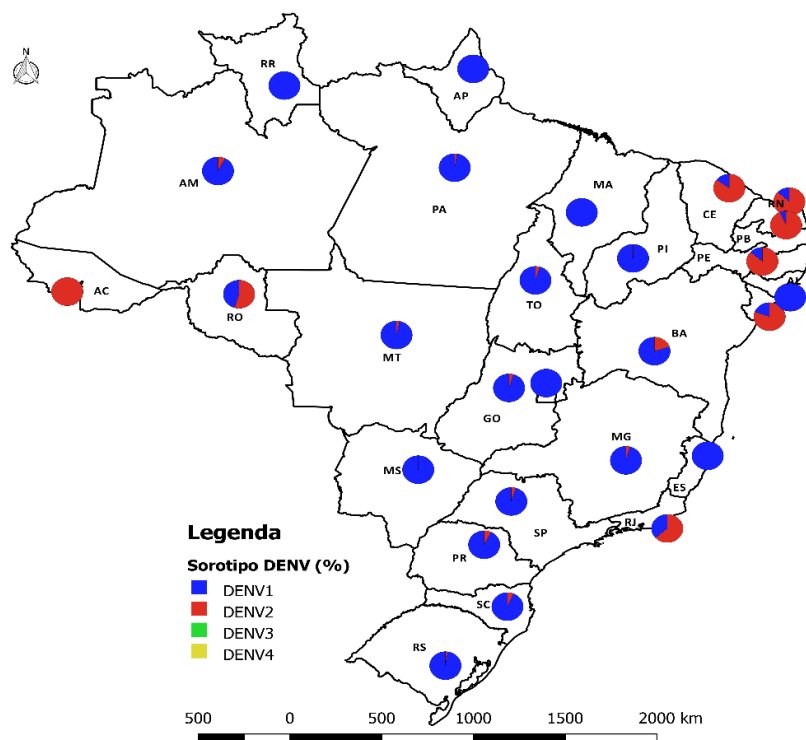 N
RR
AP
AM
PA
MA
CE
RN
PB
PI
PE
AC
RO
TO
AL
BA
MT
GO
MG
MS
ES
SP
RJ
PR
SC
RS
Legenda
Sorotipo DENV (%)
DENV1
DENV2
DENV3
DENV4
500 0 500 1000 1500 2000 km